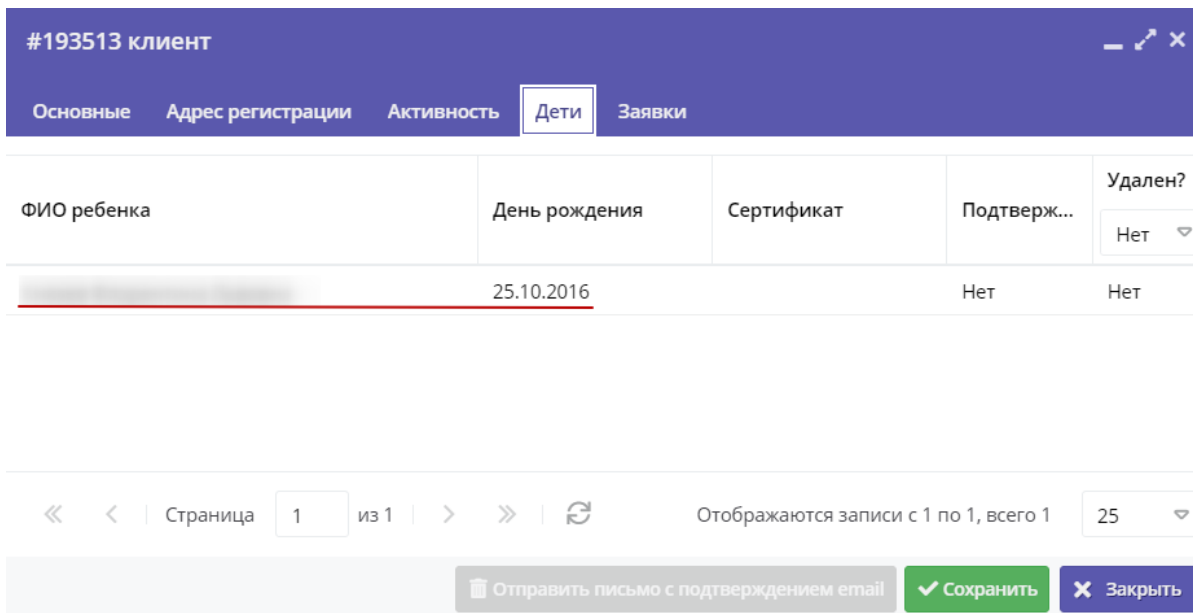 #193513 клиент
Основные Адрес регистрации Активность Дети Заявки
ФИО ребенка День рождения Сертификат Подтверж... Удален?
Нет
25.10.2016 Нет Нет
Страница 1 из 1 Отображаются записи с 1 по 1, всего 1 25
Отправить письмо с подтверждением email Сохранить Закрыть